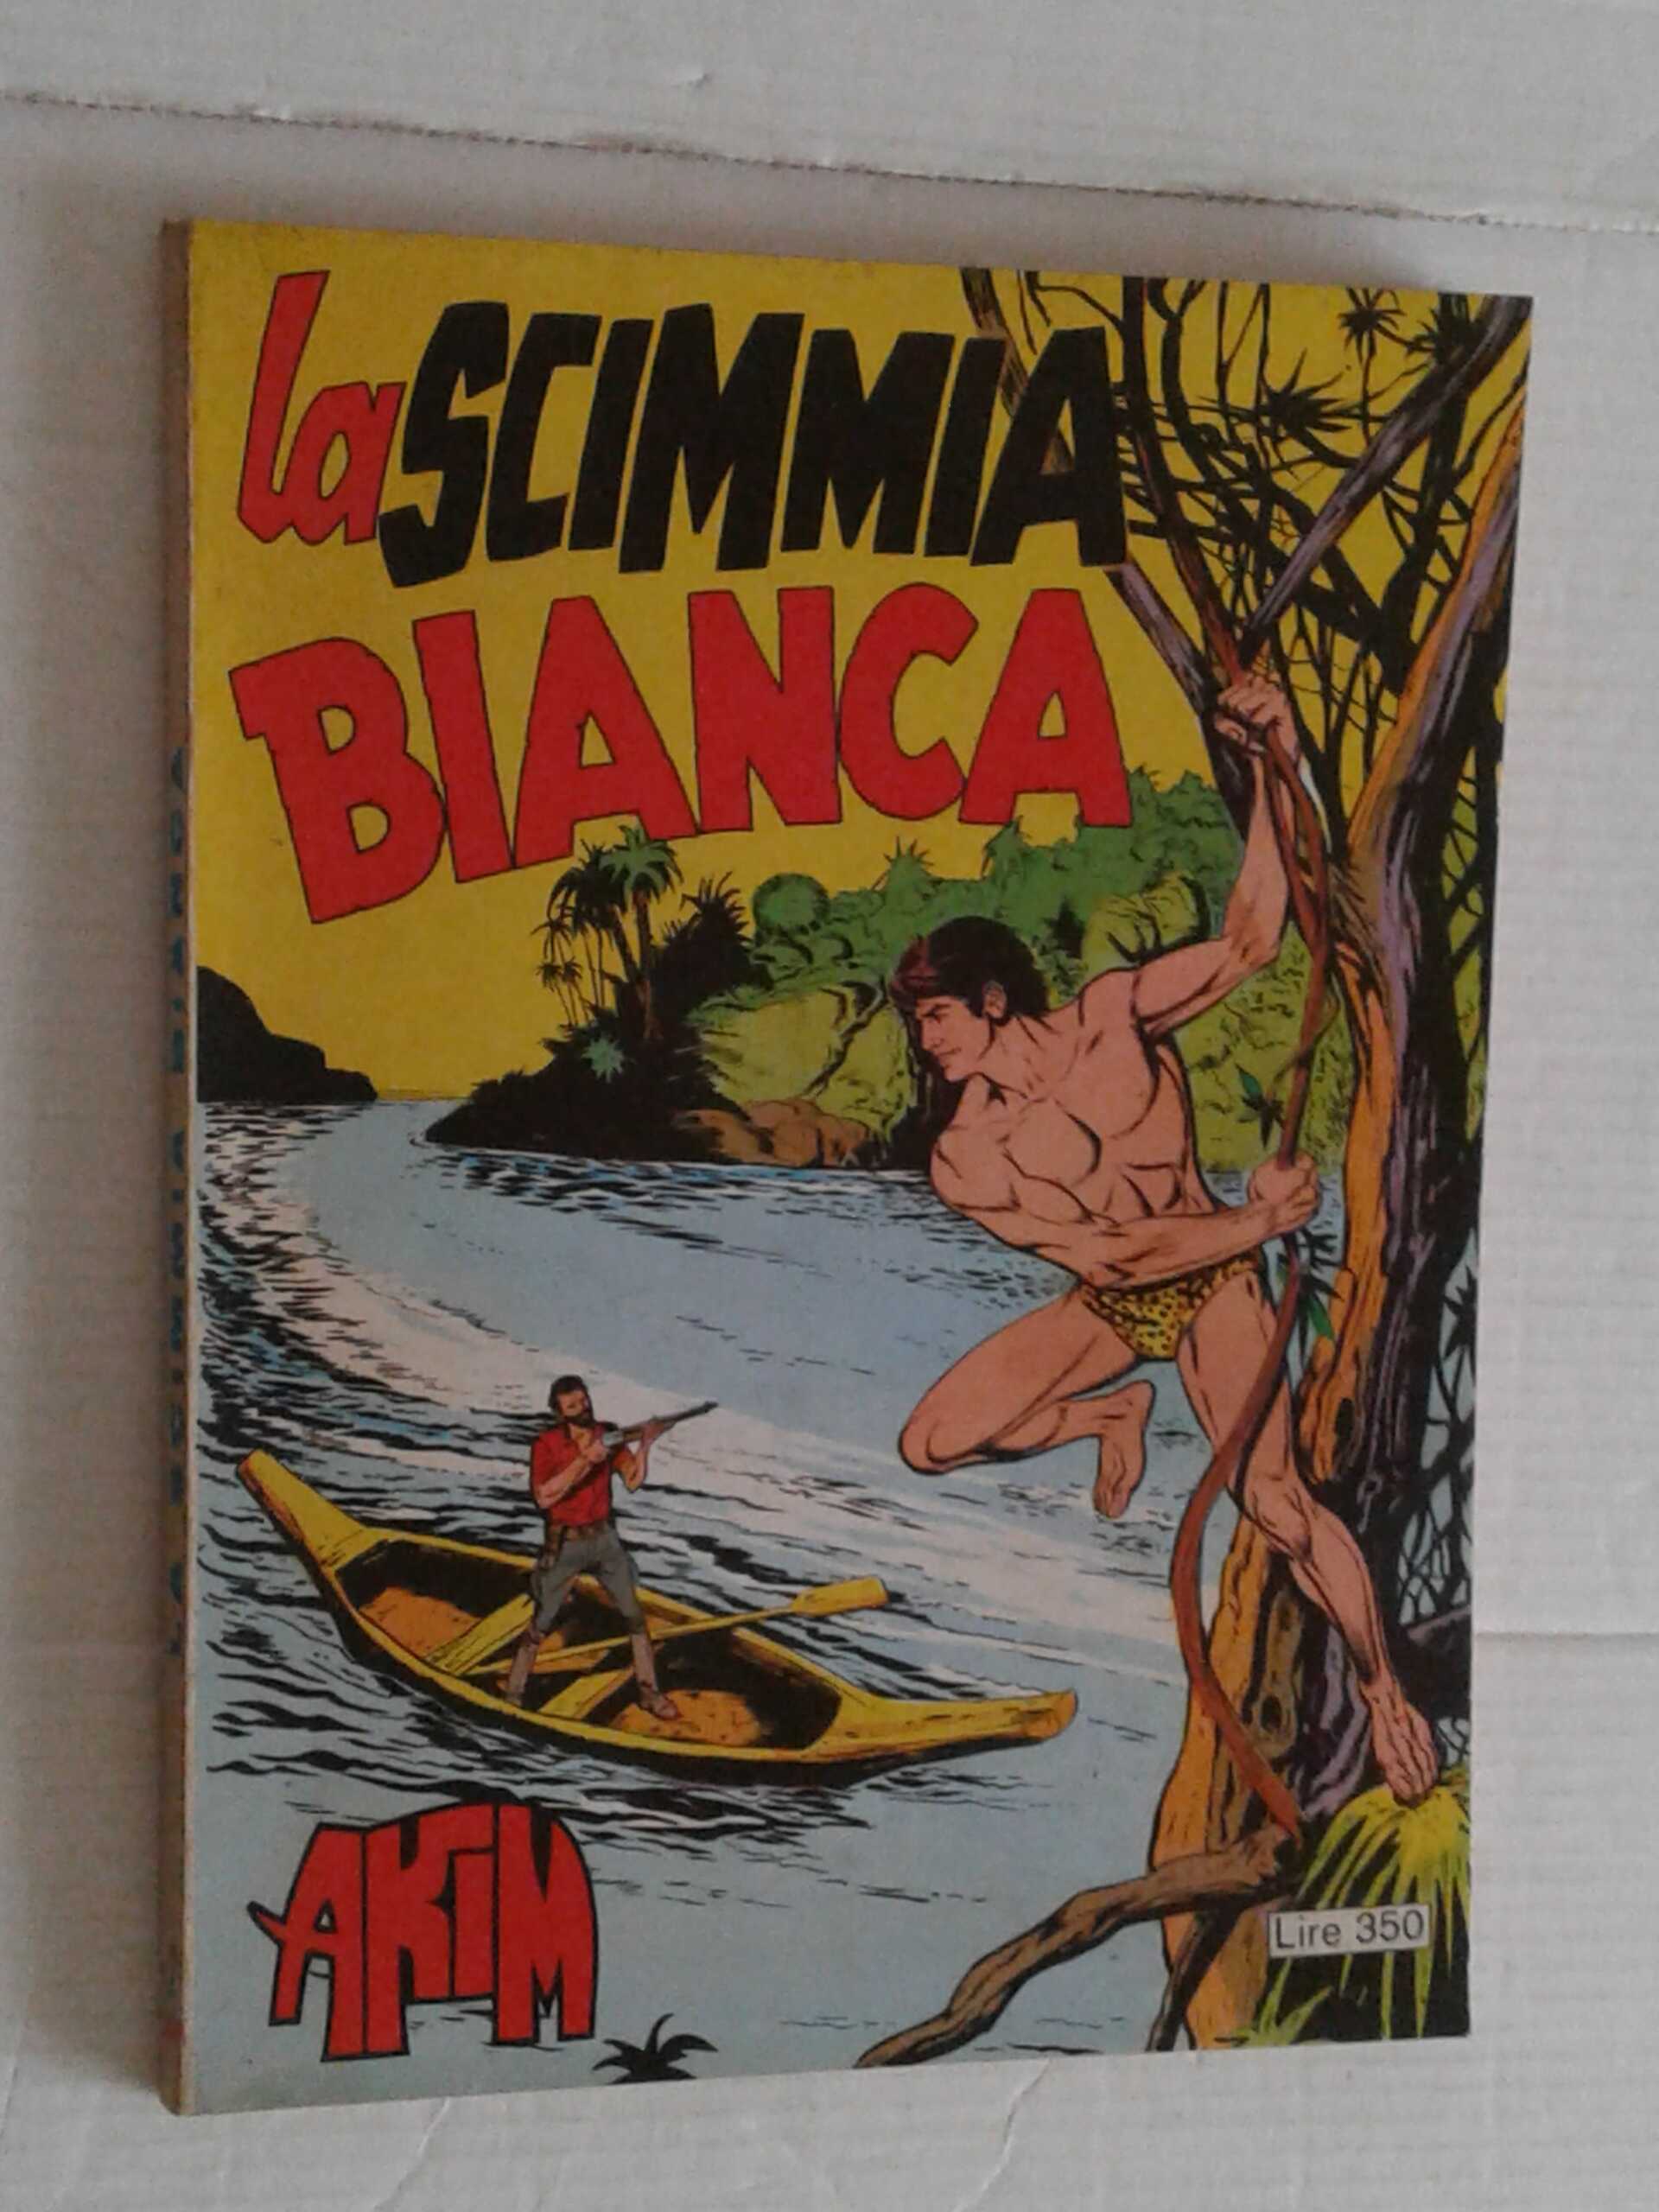 la SCIMMIA
BIANCA
AKIM
Lire 350